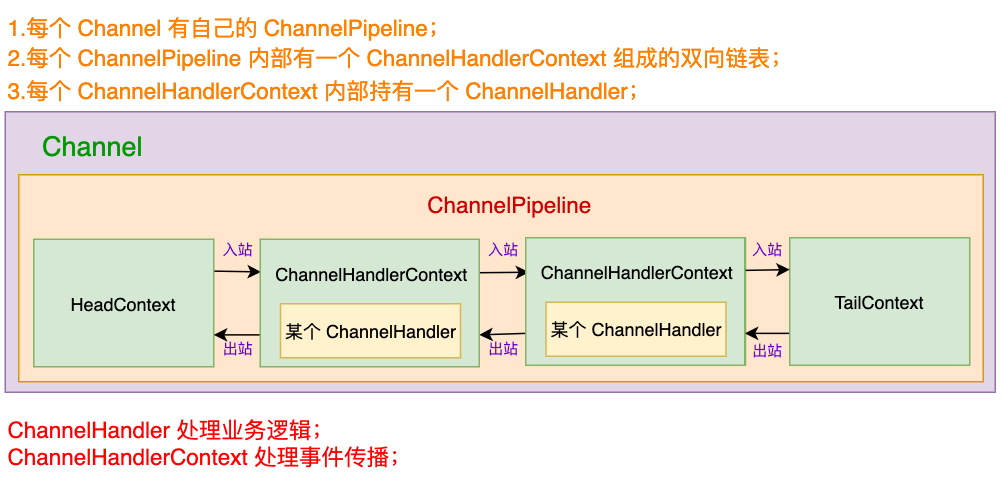 1.每个 Channel 有自己的 ChannelPipeline；
2.每个 ChannelPipeline 内部有一个 ChannelHandlerContext 组成的双向链表；
3.每个 ChannelHandlerContext 内部持有一个 ChannelHandler；
Channel
ChannelPipeline
入站
入站
入站
HeadContext
ChannelHandlerContext
ChannelHandlerContext
TailContext
某个 ChannelHandler
某个 ChannelHandler
出站
出站
出站
ChannelHandler 处理业务逻辑；
ChannelHandlerContext 处理事件传播；